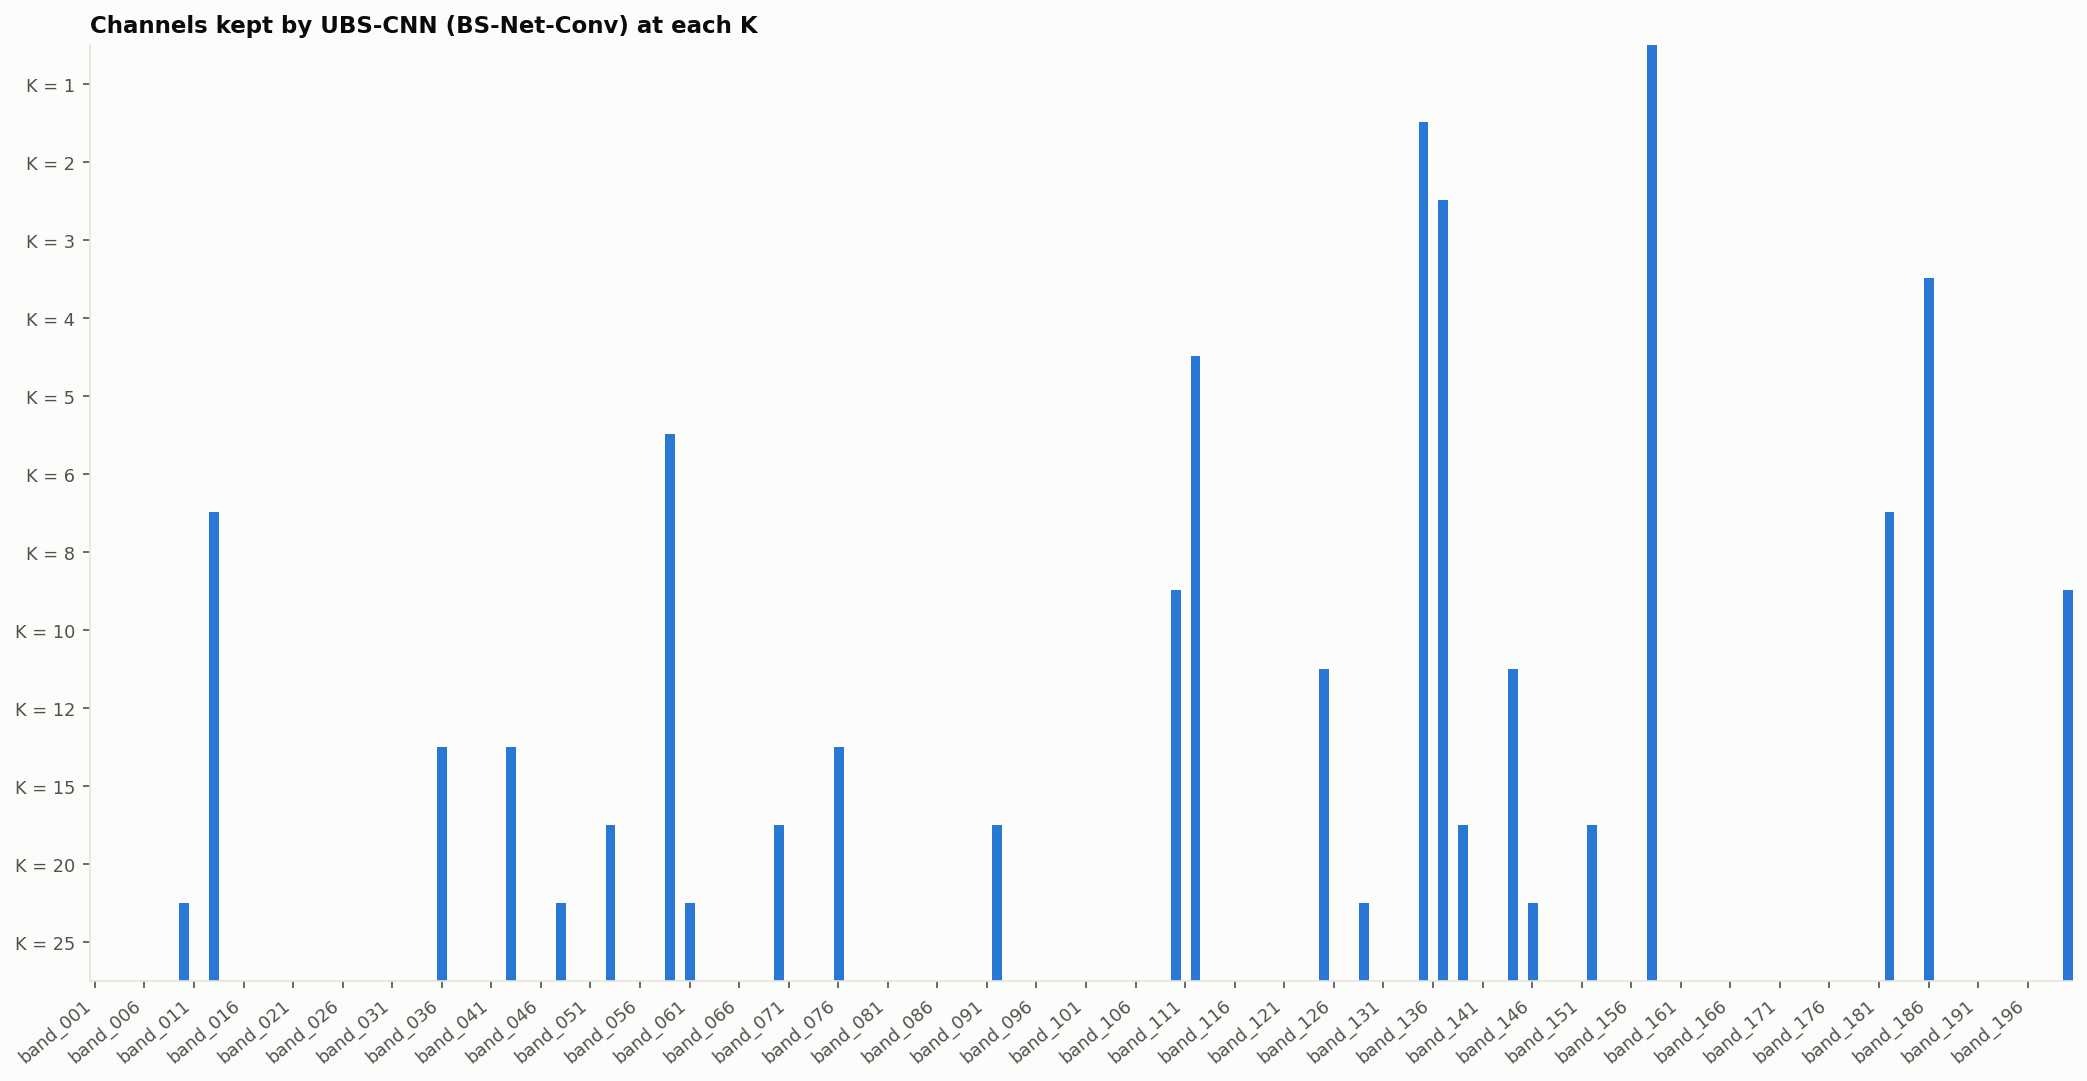 Channels kept by UBS-CNN (BS-Net-Conv) at each K
K = 1
K = 2
K = 3
K = 4
K = 5
K = 6
K = 8
K = 10
K = 12
K = 15
K = 20
K = 25
band_001
band_006
band_011
band_016
band_021
band_026
band_031
band_036
band_041
band_046
band_051
band_056
band_061
band_066
band_071
band_076
band_081
band_086
band_091
band_096
band_101
band_106
band_111
band_116
band_121
band_126
band_131
band_136
band_141
band_146
band_151
band_156
band_161
band_166
band_171
band_176
band_181
band_186
band_191
band_196